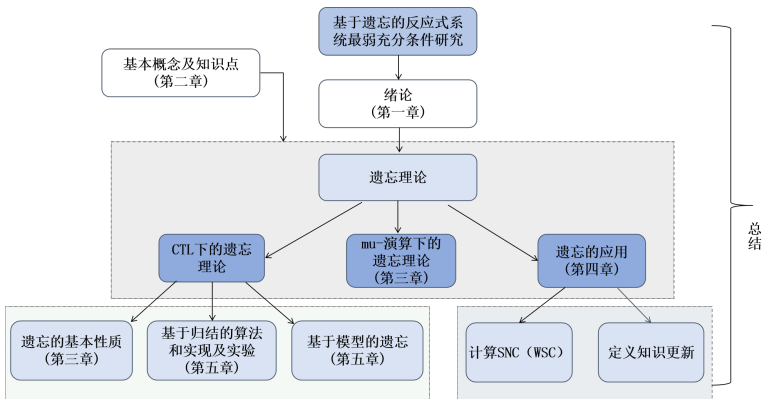 基于遗忘的反应式系
统最弱充分条件研究
基本概念及知识点
(第二章)
绪论
(第一章)
遗忘理论
CTL下的遗忘
理论
mu-演算下的
遗忘理论
(第三章)
遗忘的应用
(第四章)
总结
遗忘的基本性质
(第三章)
基于归结的算法
和实现及实验
(第五章)
基于模型的遗忘
(第五章)
计算SNC（WSC）
定义知识更新